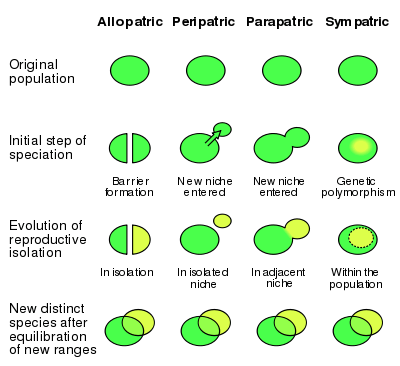 Allopatric Peripatric Parapatric Sympatric
Original
population
Initial step of
speciation
Barrier
formation
New niche
entered
New niche
entered
Genetic
polymorphism
Evolution of
reproductive
isolation
In isolation
In isolated
niche
In adjacent
niche
Within the
population
New distinct
species after
equilibration
of new ranges